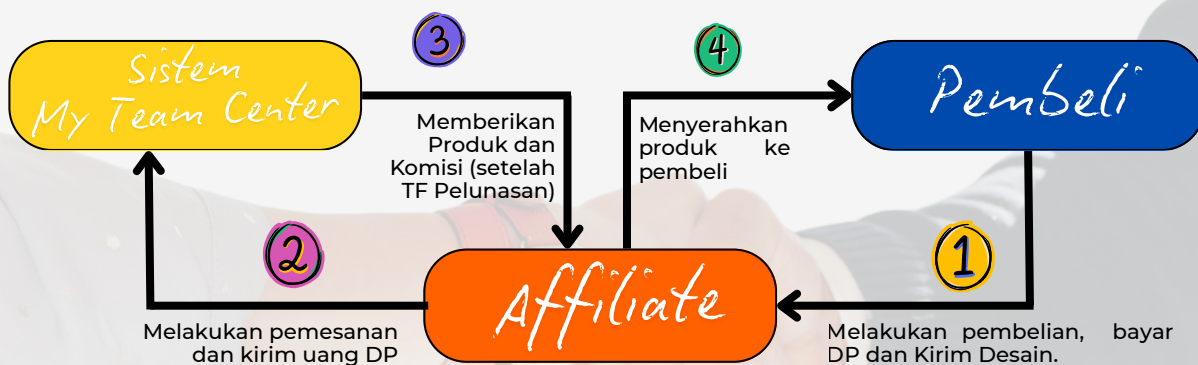 3
4
Sistem
My Team Center
Pembeli
Memberikan
Produk dan
Komisi (setelah
TF Pelunasan)
Menyerahkan
produk ke
pembeli
2
Affiliate
1
Melakukan pemesanan
dan kirim uang DP
Melakukan pembelian, bayar
DP dan Kirim Desain.